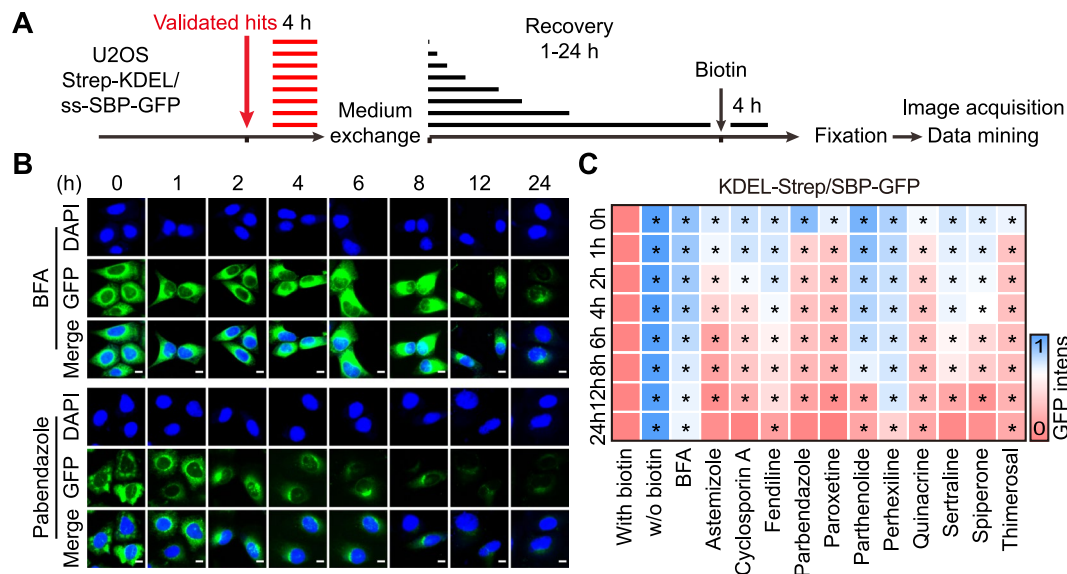 A
Validated hits 4 h
U2OS
Strep-KDEL/
ss-SBP-GFP
Medium
exchange
Recovery
1-24 h
Biotin
4 h
Fixation
Image acquisition
Data mining
B
(h) 0 1 2 4 6 8 12 24
BFA
DAPI
GFP
Merge
Pabendazole
DAPI
GFP
Merge
C
KDEL-Strep/SBP-GFP
0h
* * * * * * * * * * * * *
1h
* * * * * * * * * * * * *
2h
* * * * * * * * * * * * *
4h
* * * * * * * * * * * * *
6h
* * * * * * * * * * * * *
8h
* * * * * * * * * * * * *
12h
* * * * * * * * * * * * *
24h
* * * * * * *
1
0
GFP intens
With biotin
w/o biotin
BFA
Astemizole
Cyclosporin A
Fendiline
Parbendazole
Paroxetine
Parthenolide
Perhexiline
Quinacrine
Sertraline
Spiperone
Thimerosal